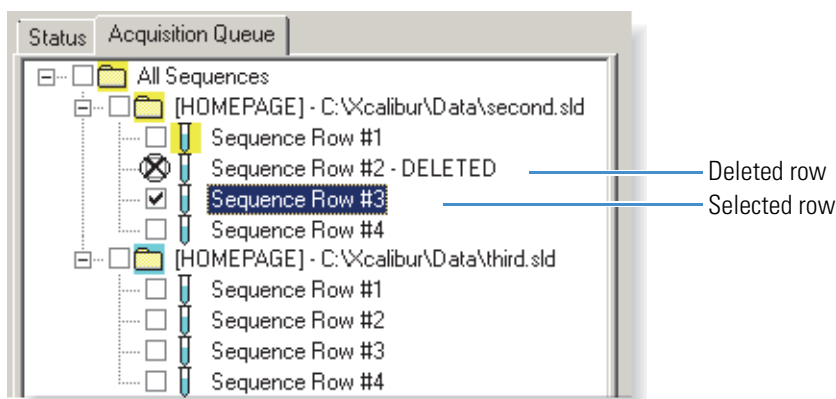 Status Acquisition Queue
All Sequences
[HOMEPAGE] - C:\Xcalibur\Data\second.sld
Sequence Row #1
Sequence Row #2 - DELETED
Deleted row
Sequence Row #3
Selected row
Sequence Row #4
[HOMEPAGE] - C:\Xcalibur\Data\third.sld
Sequence Row #1
Sequence Row #2
Sequence Row #3
Sequence Row #4